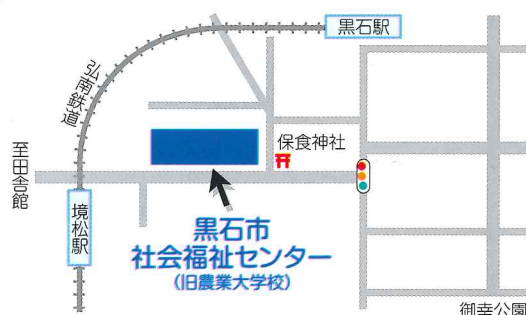 黒石駅
弘南鉄道
保食神社
至田舎館
境松駅
黒石市
社会福祉センター
(旧農業大学校)
御幸公園